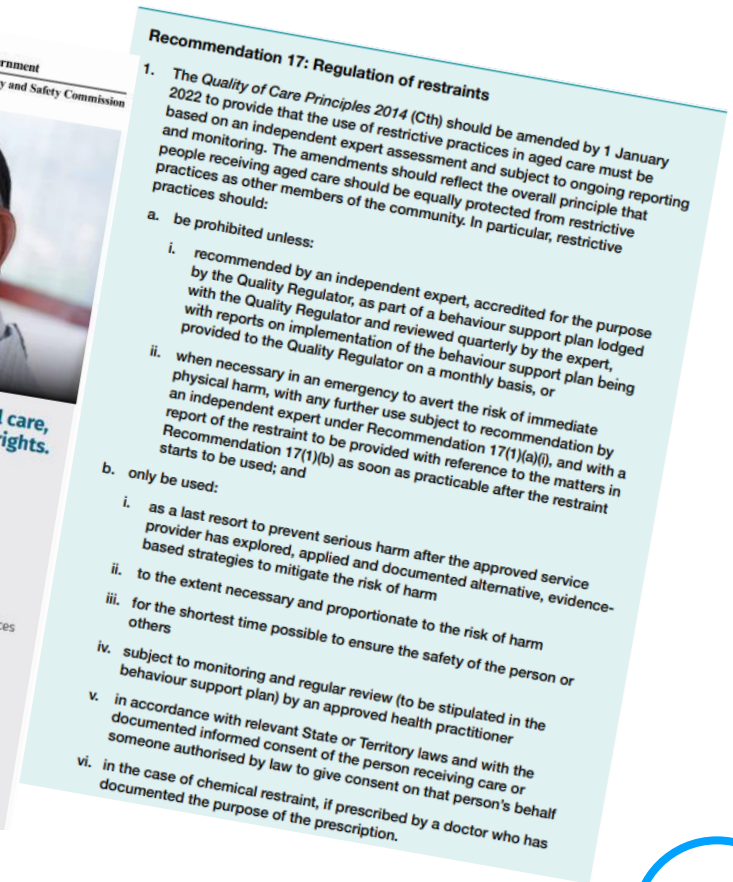 rnment
y and Safety Commission
l care,
rights.
ces
Recommendation 17: Regulation of restraints
1. The Quality of Care Principles 2014 (Cth) should be amended by 1 January
2022 to provide that the use of restrictive practices in aged care must be
based on an independent expert assessment and subject to ongoing reporting
and monitoring. The amendments should reflect the overall principle that
people receiving aged care should be equally protected from restrictive
practices as other members of the community. In particular, restrictive
practices should:
a. be prohibited unless:
i. recommended by an independent expert, accredited for the purpose
by the Quality Regulator, as part of a behaviour support plan lodged
with the Quality Regulator and reviewed quarterly by the expert,
with reports on implementation of the behaviour support plan being
provided to the Quality Regulator on a monthly basis, or
ii. when necessary in an emergency to avert the risk of immediate
physical harm, with any further use subject to recommendation by
an independent expert under Recommendation 17(1)(a)(i), and with a
report of the restraint to be provided with reference to the matters in
Recommendation 17(1)(b) as soon as practicable after the restraint
starts to be used; and
b. only be used:
i. as a last resort to prevent serious harm after the approved service
provider has explored, applied and documented alternative, evidence-
based strategies to mitigate the risk of harm
ii. to the extent necessary and proportionate to the risk of harm
iii. for the shortest time possible to ensure the safety of the person or
others
iv. subject to monitoring and regular review (to be stipulated in the
behaviour support plan) by an approved health practitioner
v. in accordance with relevant State or Territory laws and with the
documented informed consent of the person receiving care or
someone authorised by law to give consent on that person's behalf
vi. in the case of chemical restraint, if prescribed by a doctor who has
documented the purpose of the prescription.